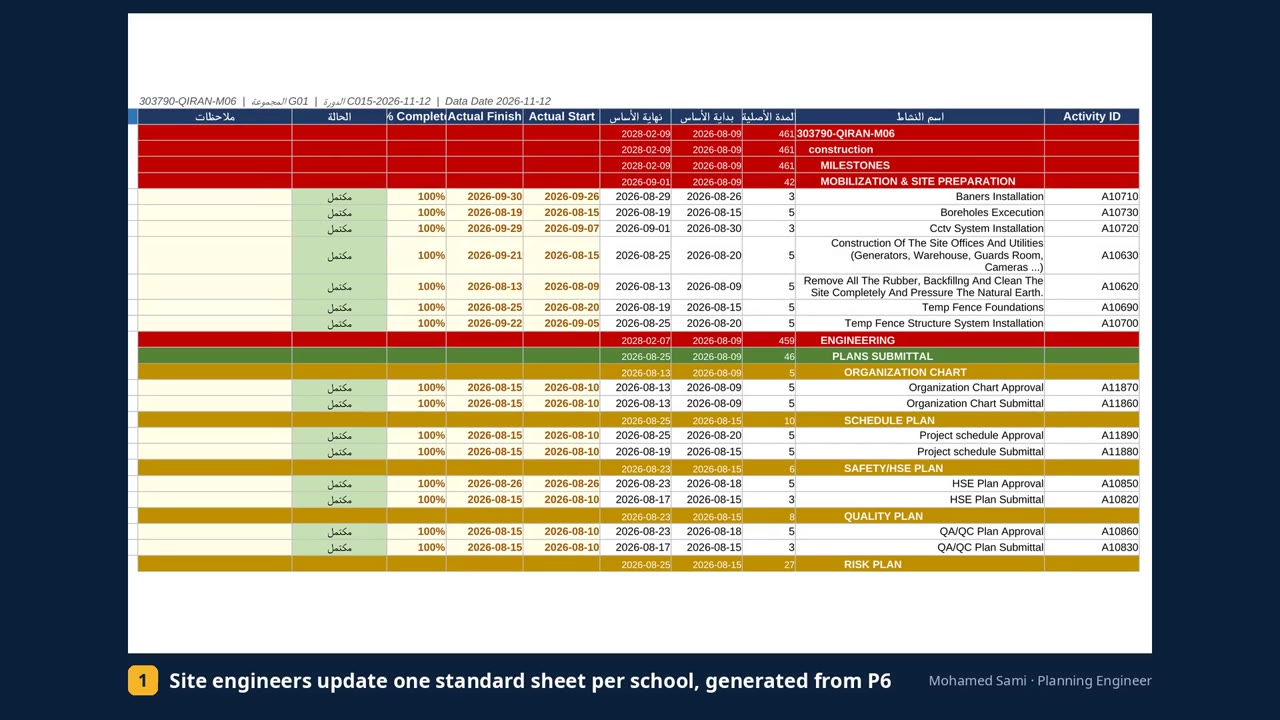 303790-QIRAN-M06 | المجموعة G01 | الدورة C015-2026-11-12 | Data Date 2026-11-12
Activity ID اسم النشاط المدة الأصلية بداية الأساس نهاية الأساس Actual Start Actual Finish % Complete الحالة ملاحظات
303790-QIRAN-M06 461 2026-08-09 2028-02-09
construction 461 2026-08-09 2028-02-09
MILESTONES 461 2026-08-09 2028-02-09
MOBILIZATION & SITE PREPARATION 42 2026-08-09 2026-09-01
A10710 Baners Installation 3 2026-08-26 2026-08-29 2026-09-26 2026-09-30 100% مكتمل
A10730 Boreholes Excecution 5 2026-08-15 2026-08-19 2026-08-15 2026-08-19 100% مكتمل
A10720 Cctv System Installation 3 2026-08-30 2026-09-01 2026-09-07 2026-09-29 100% مكتمل
A10630 Construction Of The Site Offices And Utilities
(Generators, Warehouse, Guards Room,
Cameras ...) 5 2026-08-20 2026-08-25 2026-08-15 2026-09-21 100% مكتمل
A10620 Remove All The Rubber, Backfillng And Clean The
Site Completely And Pressure The Natural Earth. 5 2026-08-09 2026-08-13 2026-08-09 2026-08-13 100% مكتمل
A10690 Temp Fence Foundations 5 2026-08-15 2026-08-19 2026-08-20 2026-08-25 100% مكتمل
A10700 Temp Fence Structure System Installation 5 2026-08-20 2026-08-25 2026-09-05 2026-09-22 100% مكتمل
ENGINEERING 459 2026-08-09 2028-02-07
PLANS SUBMITTAL 46 2026-08-09 2026-08-25
ORGANIZATION CHART 5 2026-08-09 2026-08-13
A11870 Organization Chart Approval 5 2026-08-09 2026-08-13 2026-08-10 2026-08-15 100% مكتمل
A11860 Organization Chart Submittal 5 2026-08-09 2026-08-13 2026-08-10 2026-08-15 100% مكتمل
SCHEDULE PLAN 10 2026-08-15 2026-08-25
A11890 Project schedule Approval 5 2026-08-20 2026-08-25 2026-08-10 2026-08-15 100% مكتمل
A11880 Project schedule Submittal 5 2026-08-15 2026-08-19 2026-08-10 2026-08-15 100% مكتمل
SAFETY/HSE PLAN 6 2026-08-15 2026-08-23
A10850 HSE Plan Approval 5 2026-08-18 2026-08-23 2026-08-26 2026-08-26 100% مكتمل
A10820 HSE Plan Submittal 3 2026-08-15 2026-08-17 2026-08-10 2026-08-15 100% مكتمل
QUALITY PLAN 8 2026-08-15 2026-08-23
A10860 QA/QC Plan Approval 5 2026-08-18 2026-08-23 2026-08-10 2026-08-15 100% مكتمل
A10830 QA/QC Plan Submittal 3 2026-08-15 2026-08-17 2026-08-10 2026-08-15 100% مكتمل
RISK PLAN 27 2026-08-15 2026-08-25
1 Site engineers update one standard sheet per school, generated from P6
Mohamed Sami · Planning Engineer